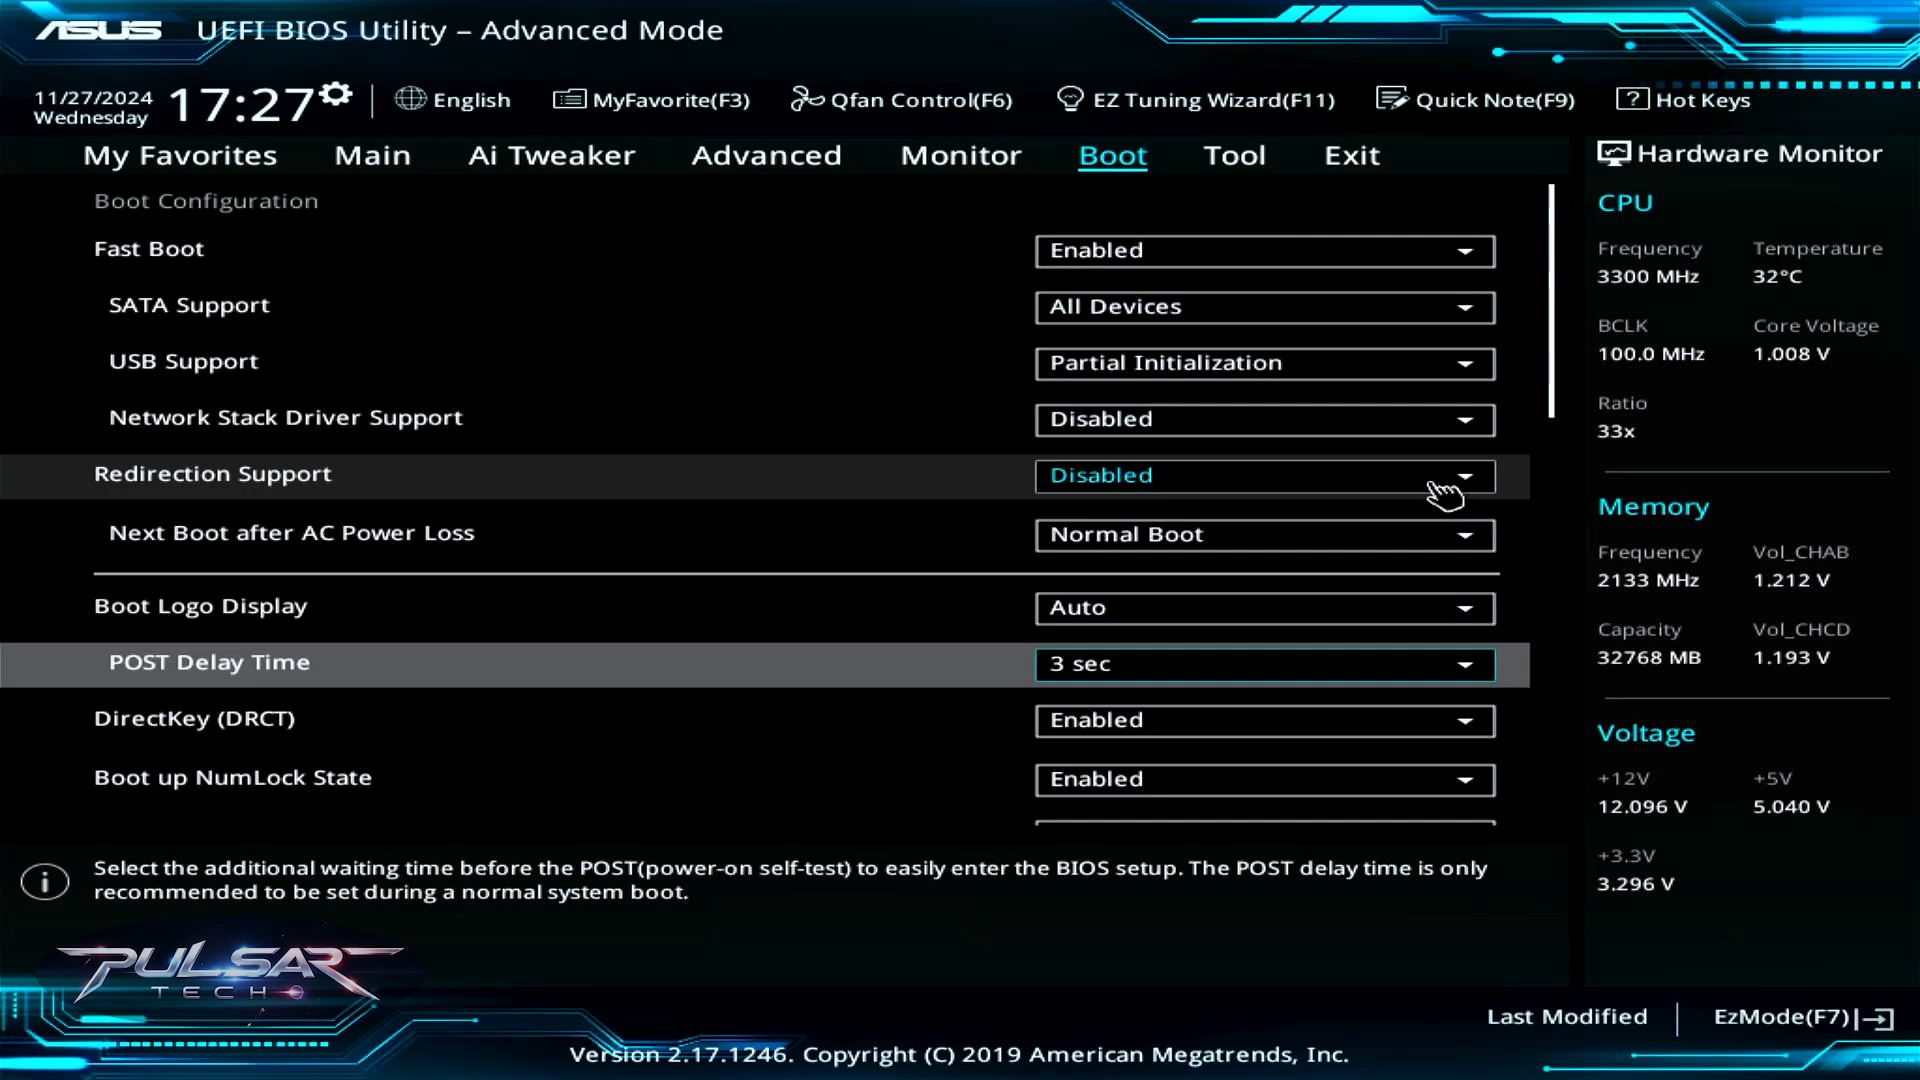 ASUS UEFI BIOS Utility – Advanced Mode
11/27/2024
Wednesday
17:27
English
MyFavorite(F3)
Qfan Control(F6)
EZ Tuning Wizard(F11)
Quick Note(F9)
? Hot Keys
My Favorites
Main
Ai Tweaker
Advanced
Monitor
Boot
Tool
Exit
Boot Configuration
Fast Boot Enabled
SATA Support All Devices
USB Support Partial Initialization
Network Stack Driver Support Disabled
Redirection Support Disabled
Next Boot after AC Power Loss Normal Boot
Boot Logo Display Auto
POST Delay Time 3 sec
DirectKey (DRCT) Enabled
Boot up NumLock State Enabled
i
Select the additional waiting time before the POST(power-on self-test) to easily enter the BIOS setup. The POST delay time is only
recommended to be set during a normal system boot.
Hardware Monitor
CPU
Frequency Temperature
3300 MHz 32°C
BCLK Core Voltage
100.0 MHz 1.008 V
Ratio
33x
Memory
Frequency Vol_CHAB
2133 MHz 1.212 V
Capacity Vol_CHCD
32768 MB 1.193 V
Voltage
+12V +5V
12.096 V 5.040 V
+3.3V
3.296 V
PULSAR
TECH
Last Modified
EzMode(F7)
Version 2.17.1246. Copyright (C) 2019 American Megatrends, Inc.